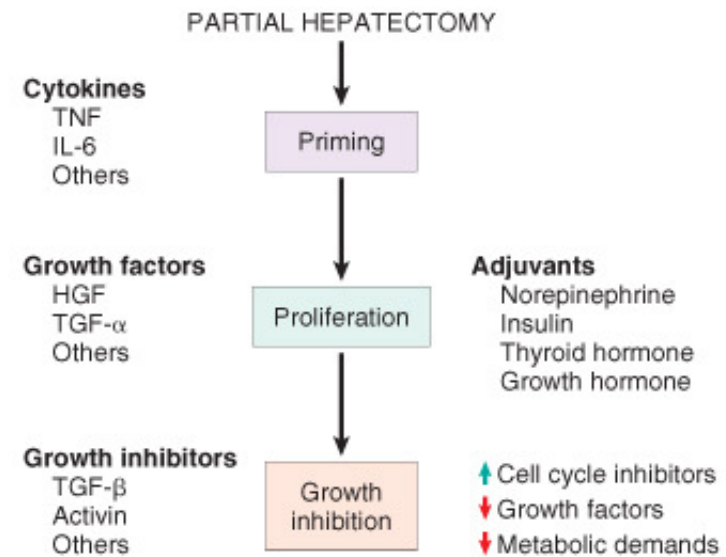 PARTIAL HEPATECTOMY
Cytokines
TNF
IL-6
Others
Priming
Growth factors
HGF
TGF-α
Others
Proliferation
Adjuvants
Norepinephrine
Insulin
Thyroid hormone
Growth hormone
Growth inhibitors
TGF-β
Activin
Others
Growth
inhibition
Cell cycle inhibitors
Growth factors
Metabolic demands